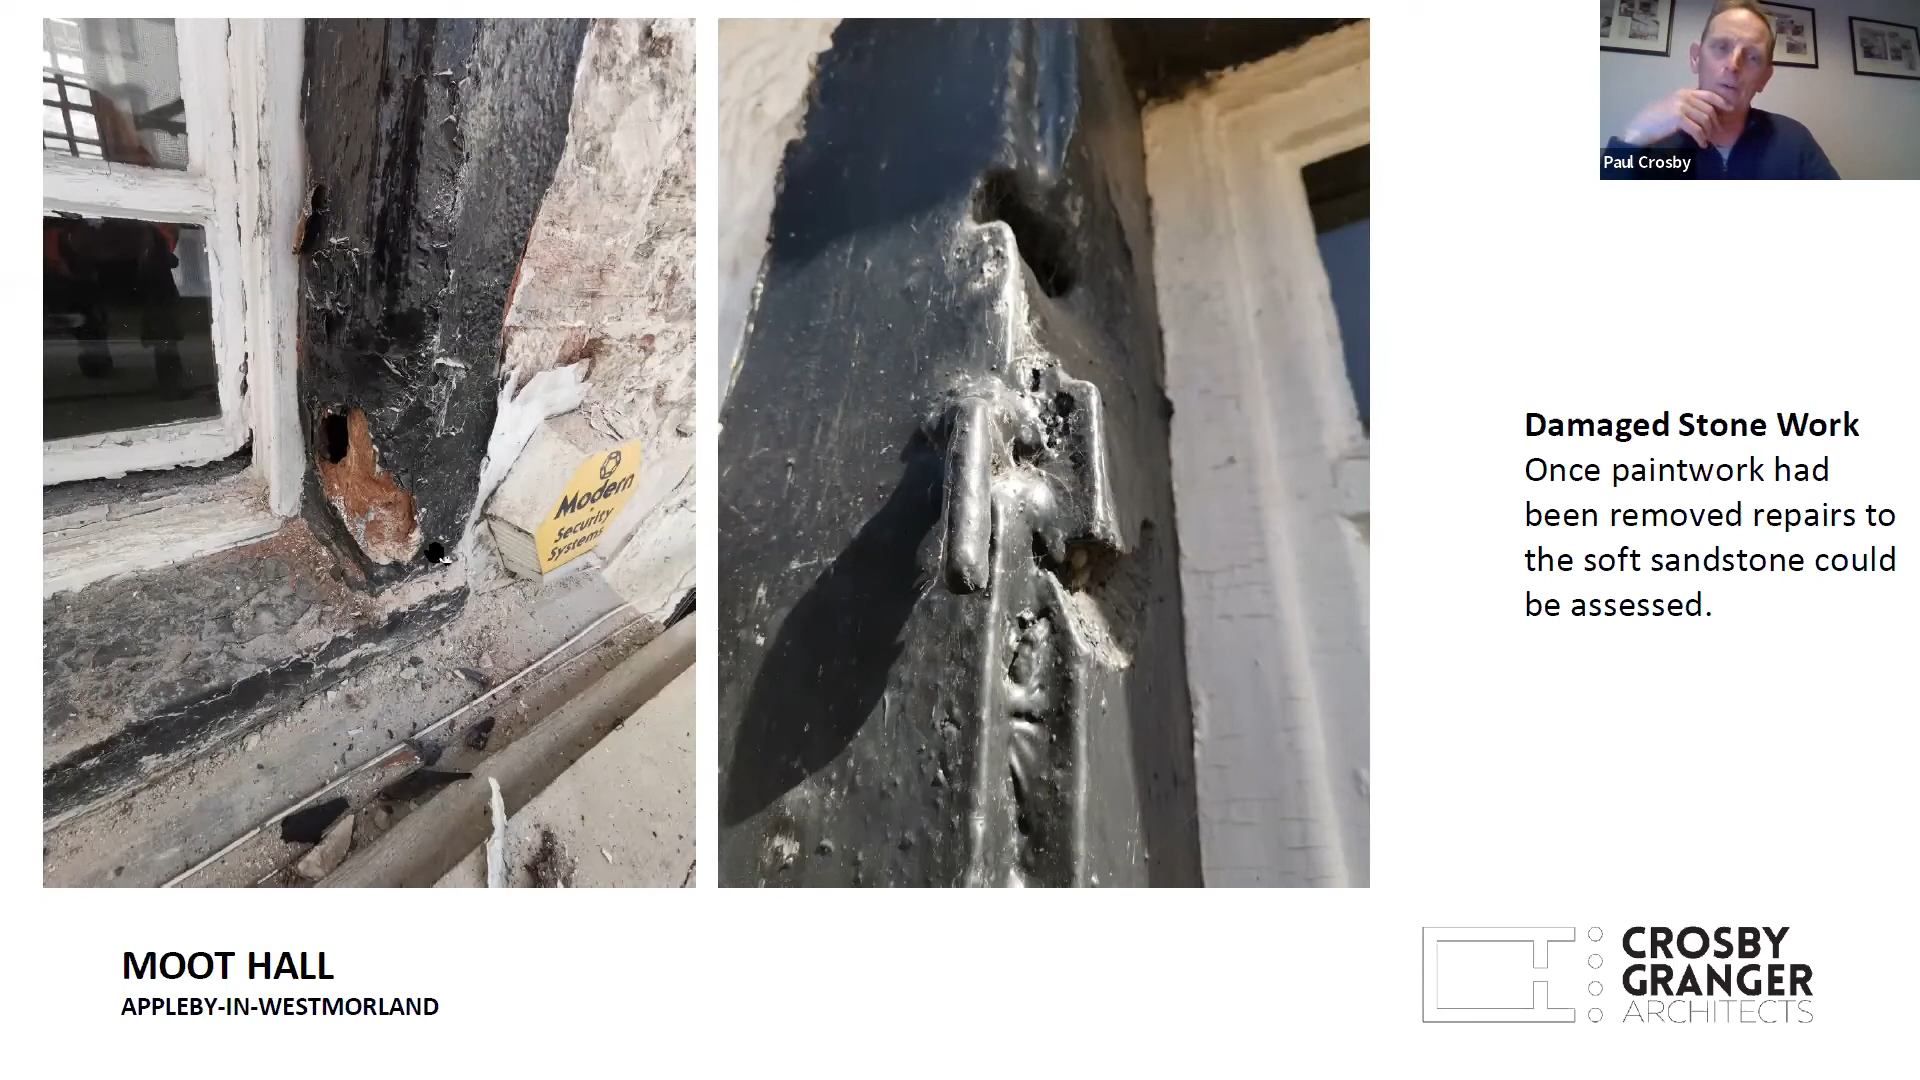 Paul Crosby
Modern
Security
Systems
Damaged Stone Work
Once paintwork had
been removed repairs to
the soft sandstone could
be assessed.
MOOT HALL
APPLEBY-IN-WESTMORLAND
CROSBY
GRANGER
ARCHITECTS